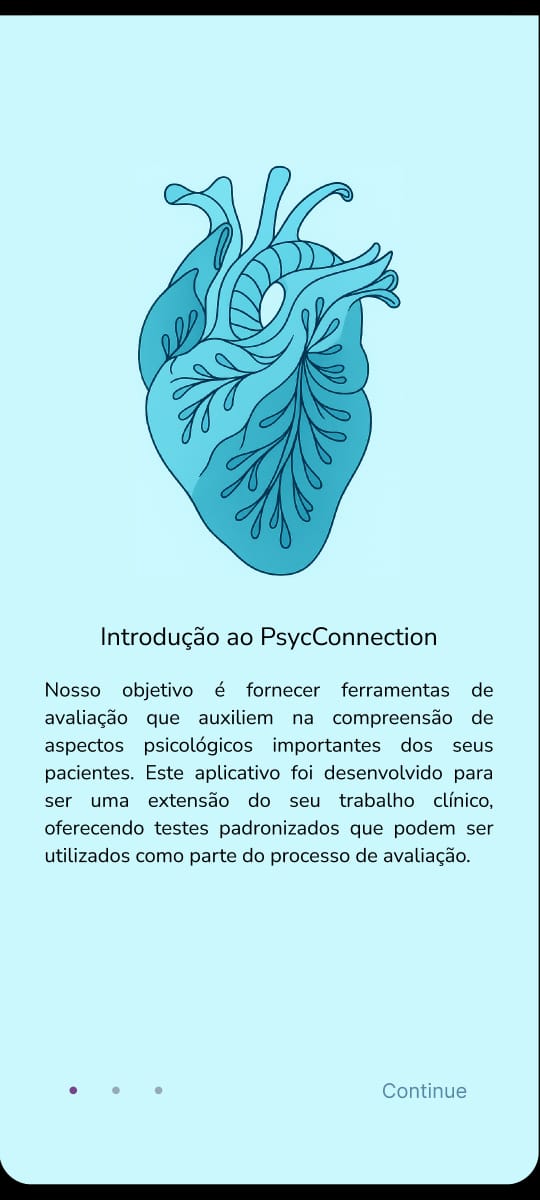 Introdução ao PsycConnection
Nosso objetivo é fornecer ferramentas de
avaliação que auxiliem na compreensão de
aspectos psicológicos importantes dos seus
pacientes. Este aplicativo foi desenvolvido para
ser uma extensão do seu trabalho clínico,
oferecendo testes padronizados que podem ser
utilizados como parte do processo de avaliação.
Continue